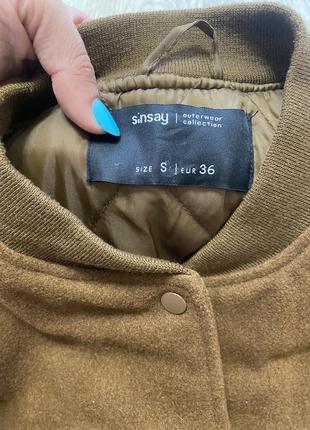 sinsay | outerwear
collection
SIZE S | EUR 36